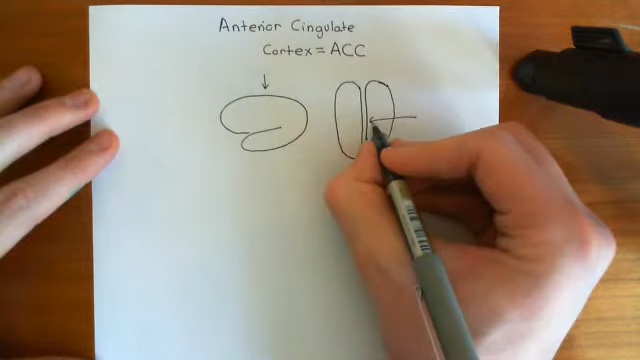 Anterior Cingulate
Cortex = ACC